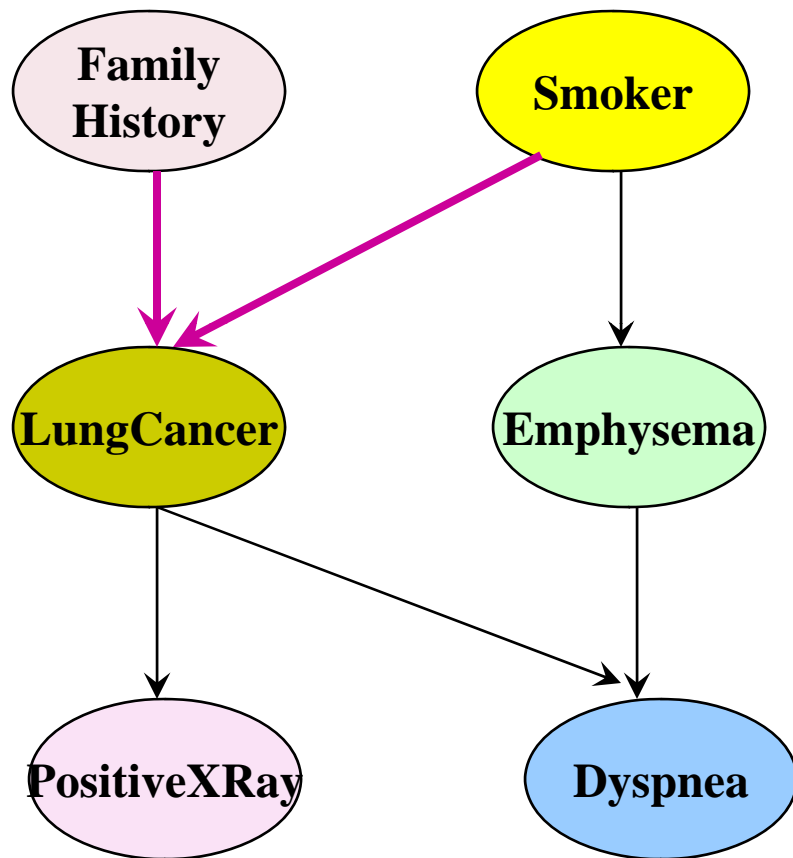 Family
History
Smoker
LungCancer
Emphysema
PositiveXRay
Dyspnea